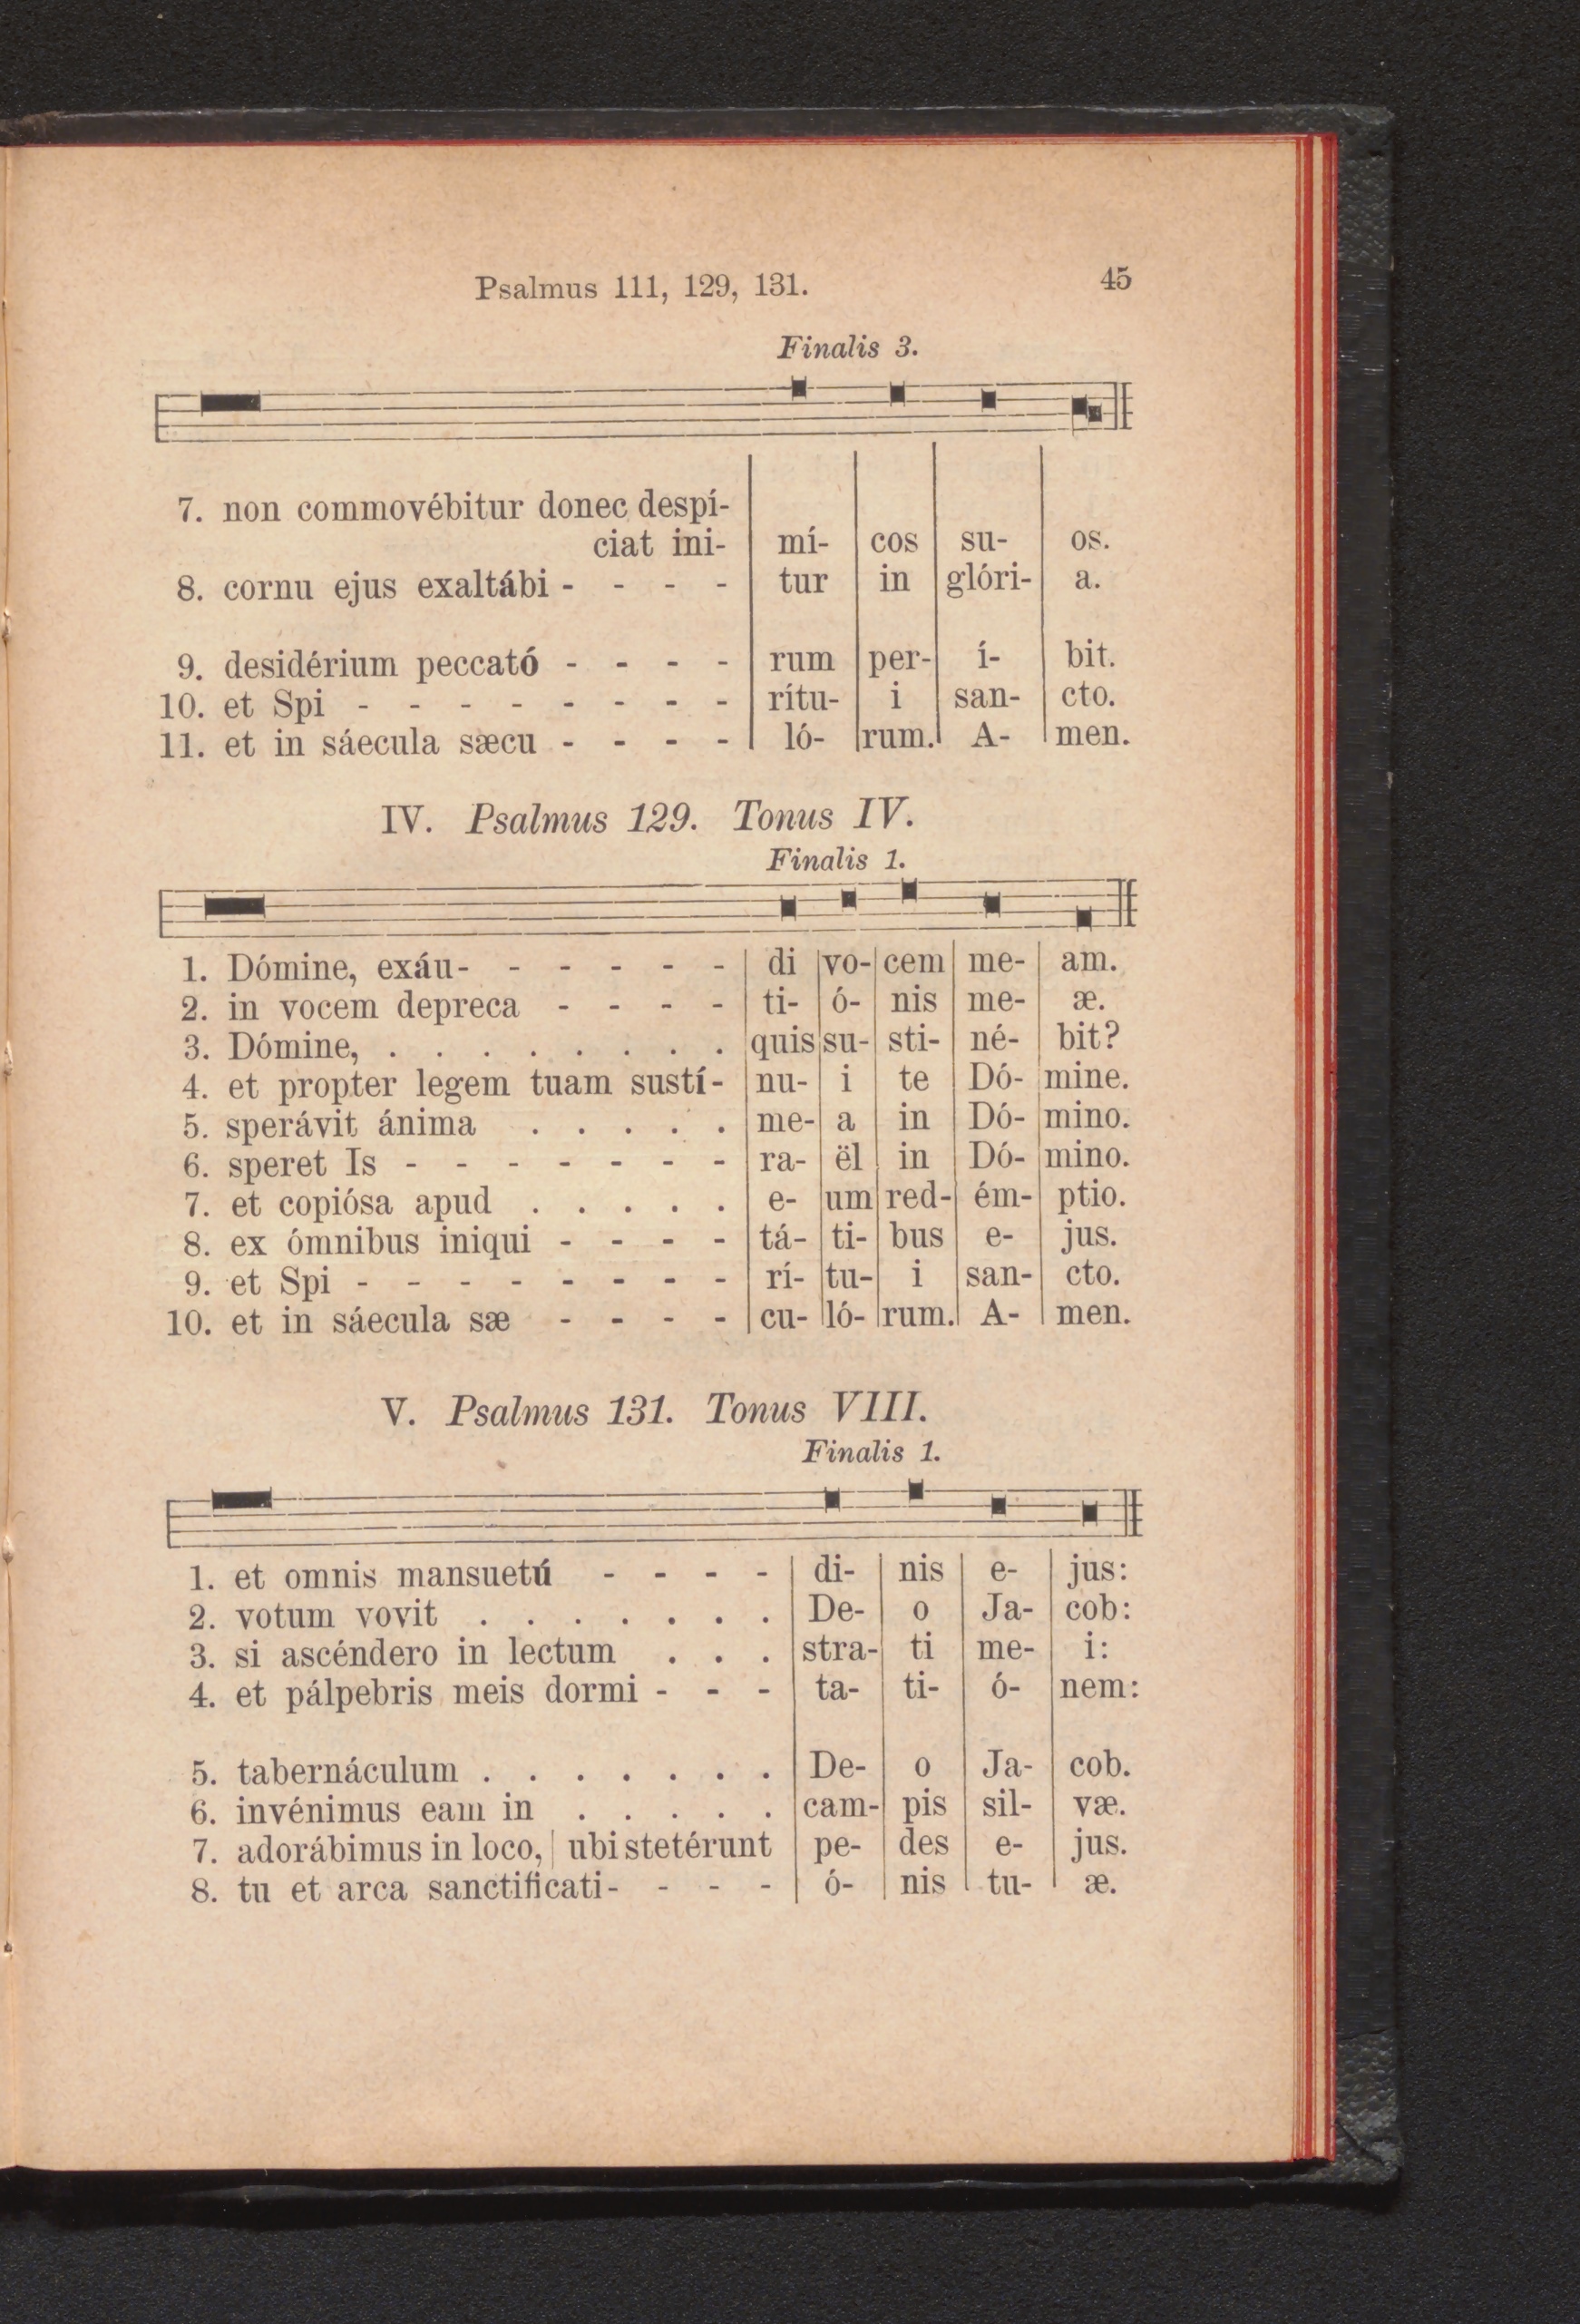 Psalmus 111, 129, 131. 45
Finalis 3.
7. non commovébitur donec despí-
ciat ini- mí- cos su- os.
8. cornu ejus exaltábi - - - - tur in glóri- a.
9. desidérium peccató - - - - rum per- í- bit.
10. et Spi - - - - - - - - rítu- i san- cto.
11. et in sáecula sæcu - - - - ló- rum. A- men.
IV. Psalmus 129. Tonus IV.
Finalis 1.
1. Dómine, exáu- - - - - - di vo- cem me- am.
2. in vocem depreca - - - - ti- ó- nis me- æ.
3. Dómine, . . . . . . . . quis su- sti- né- bit?
4. et propter legem tuam sustí- nu- i te Dó- mine.
5. sperávit ánima . . . . . me- a in Dó- mino.
6. speret Is - - - - - - - ra- ël in Dó- mino.
7. et copiósa apud . . . . . e- um red- ém- ptio.
8. ex ómnibus iniqui - - - - tá- ti- bus e- jus.
9. et Spi - - - - - - - - rí- tu- i san- cto.
10. et in sáecula sæ - - - - cu- ló- rum. A- men.
V. Psalmus 131. Tonus VIII.
Finalis 1.
1. et omnis mansuetú - - - - di- nis e- jus:
2. votum vovit . . . . . . . De- o Ja- cob:
3. si ascéndero in lectum . . . stra- ti me- i:
4. et pálpebris meis dormi - - - ta- ti- ó- nem:
5. tabernáculum . . . . . . . De- o Ja- cob.
6. invénimus eam in . . . . . cam- pis sil- væ.
7. adorábimus in loco, | ubi stetérunt pe- des e- jus.
8. tu et arca sanctificati- - - - ó- nis tu- æ.